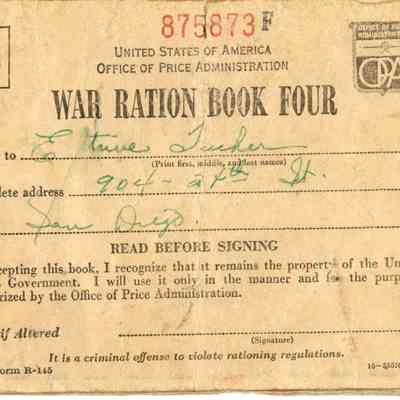 875873 F
UNITED STATES OF AMERICA
OFFICE OF PRICE ADMINISTRATION
OPA
WAR RATION BOOK FOUR
to Tucker
(Print first, middle, and last names)
lete address 904 - 24th St.
San Diego.
READ BEFORE SIGNING
cepting this book, I recognize that it remains the property of the Un
Government. I will use it only in the manner and for the purp
rized by the Office of Price Administration.
if Altered
(Signature)
It is a criminal offense to violate rationing regulations.
orm R-145